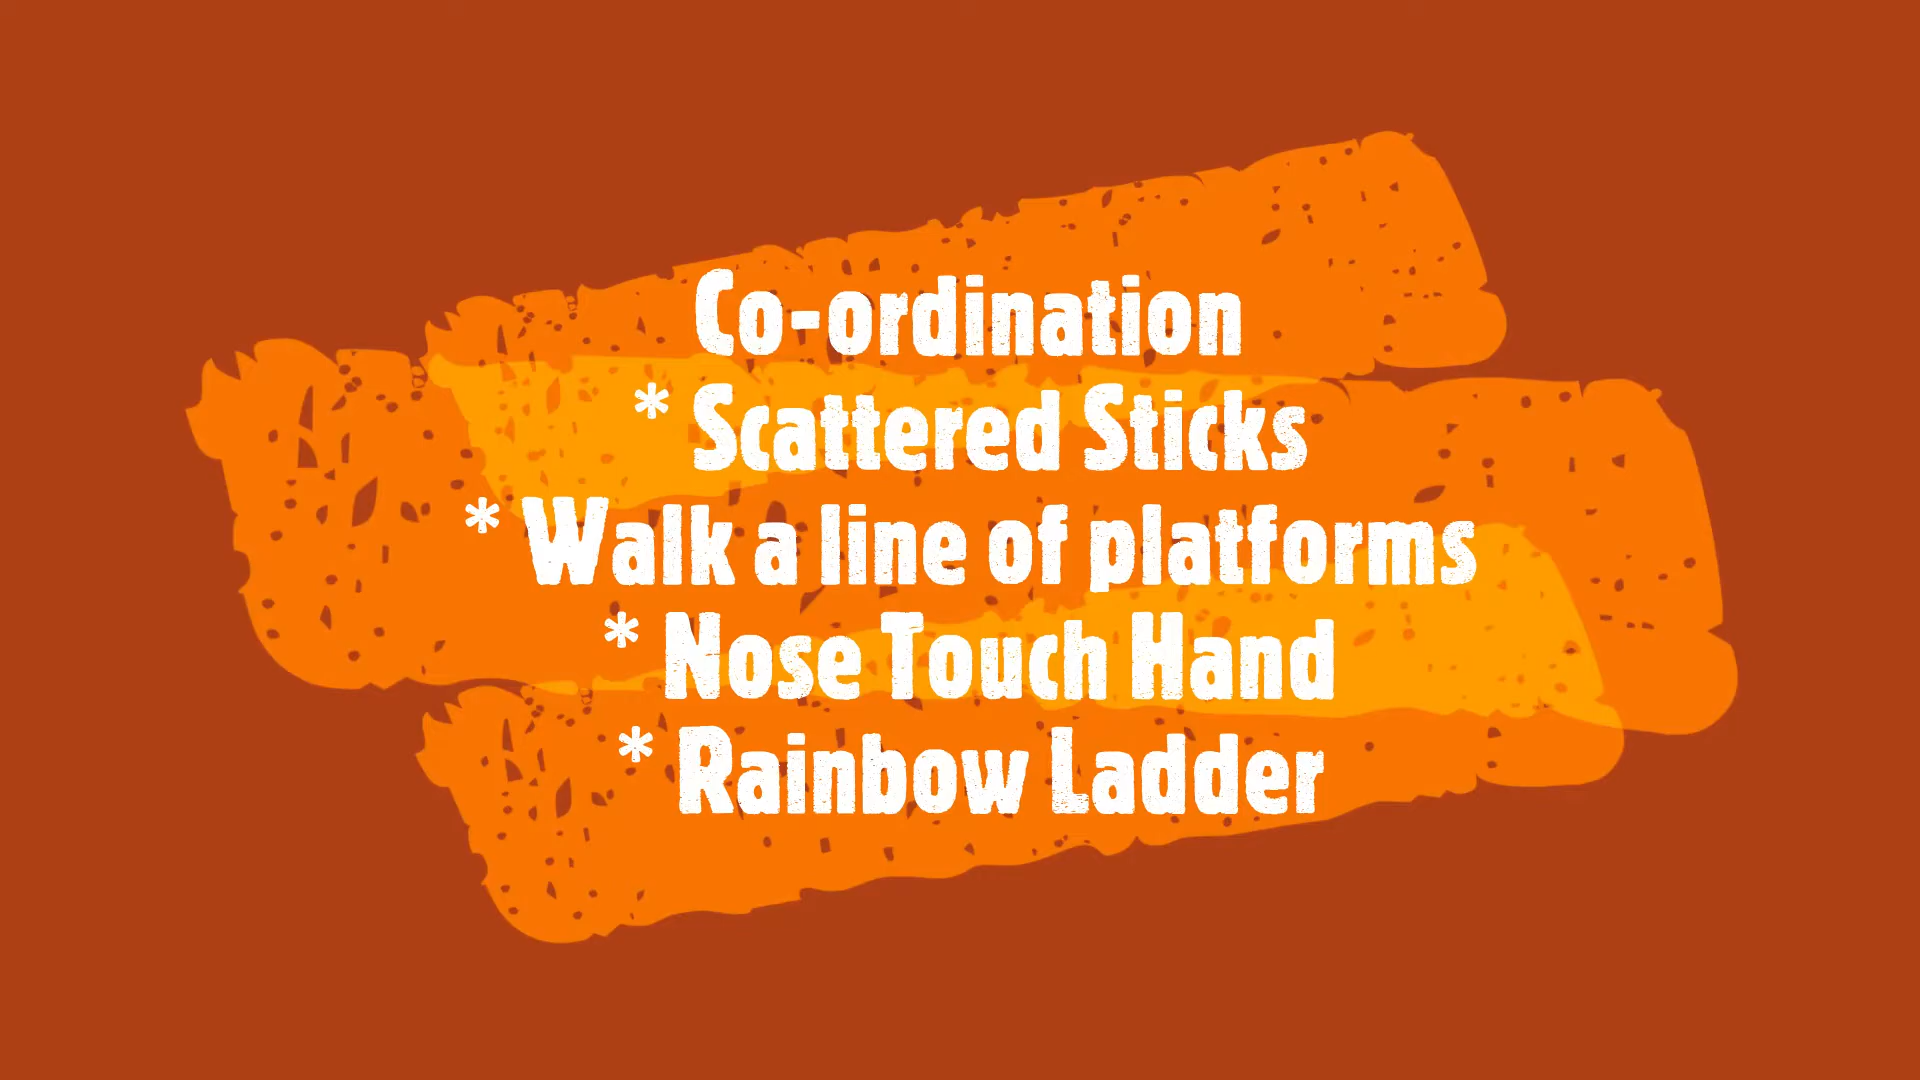 Co-ordination
* Scattered Sticks
* Walk a line of platforms
* Nose Touch Hand
* Rainbow Ladder